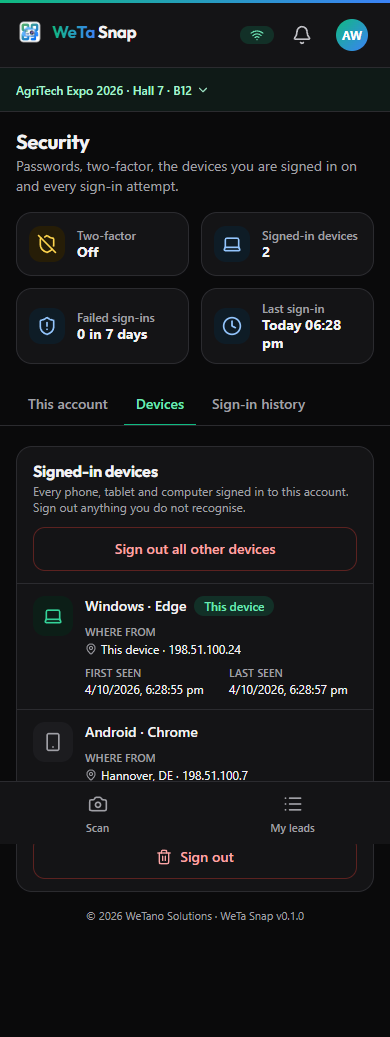 WeTa Snap
AW
AgriTech Expo 2026 · Hall 7 · B12
Security
Passwords, two-factor, the devices you are signed in on
and every sign-in attempt.
Two-factor
Off
Signed-in devices
2
Failed sign-ins
0 in 7 days
Last sign-in
Today 06:28
pm
This account
Devices
Sign-in history
Signed-in devices
Every phone, tablet and computer signed in to this account.
Sign out anything you do not recognise.
Sign out all other devices
Windows · Edge
This device
WHERE FROM
This device · 198.51.100.24
FIRST SEEN
LAST SEEN
4/10/2026, 6:28:55 pm
4/10/2026, 6:28:57 pm
Android · Chrome
WHERE FROM
Hannover, DE · 198.51.100.7
Scan
My leads
Sign out
© 2026 WeTano Solutions · WeTa Snap v0.1.0